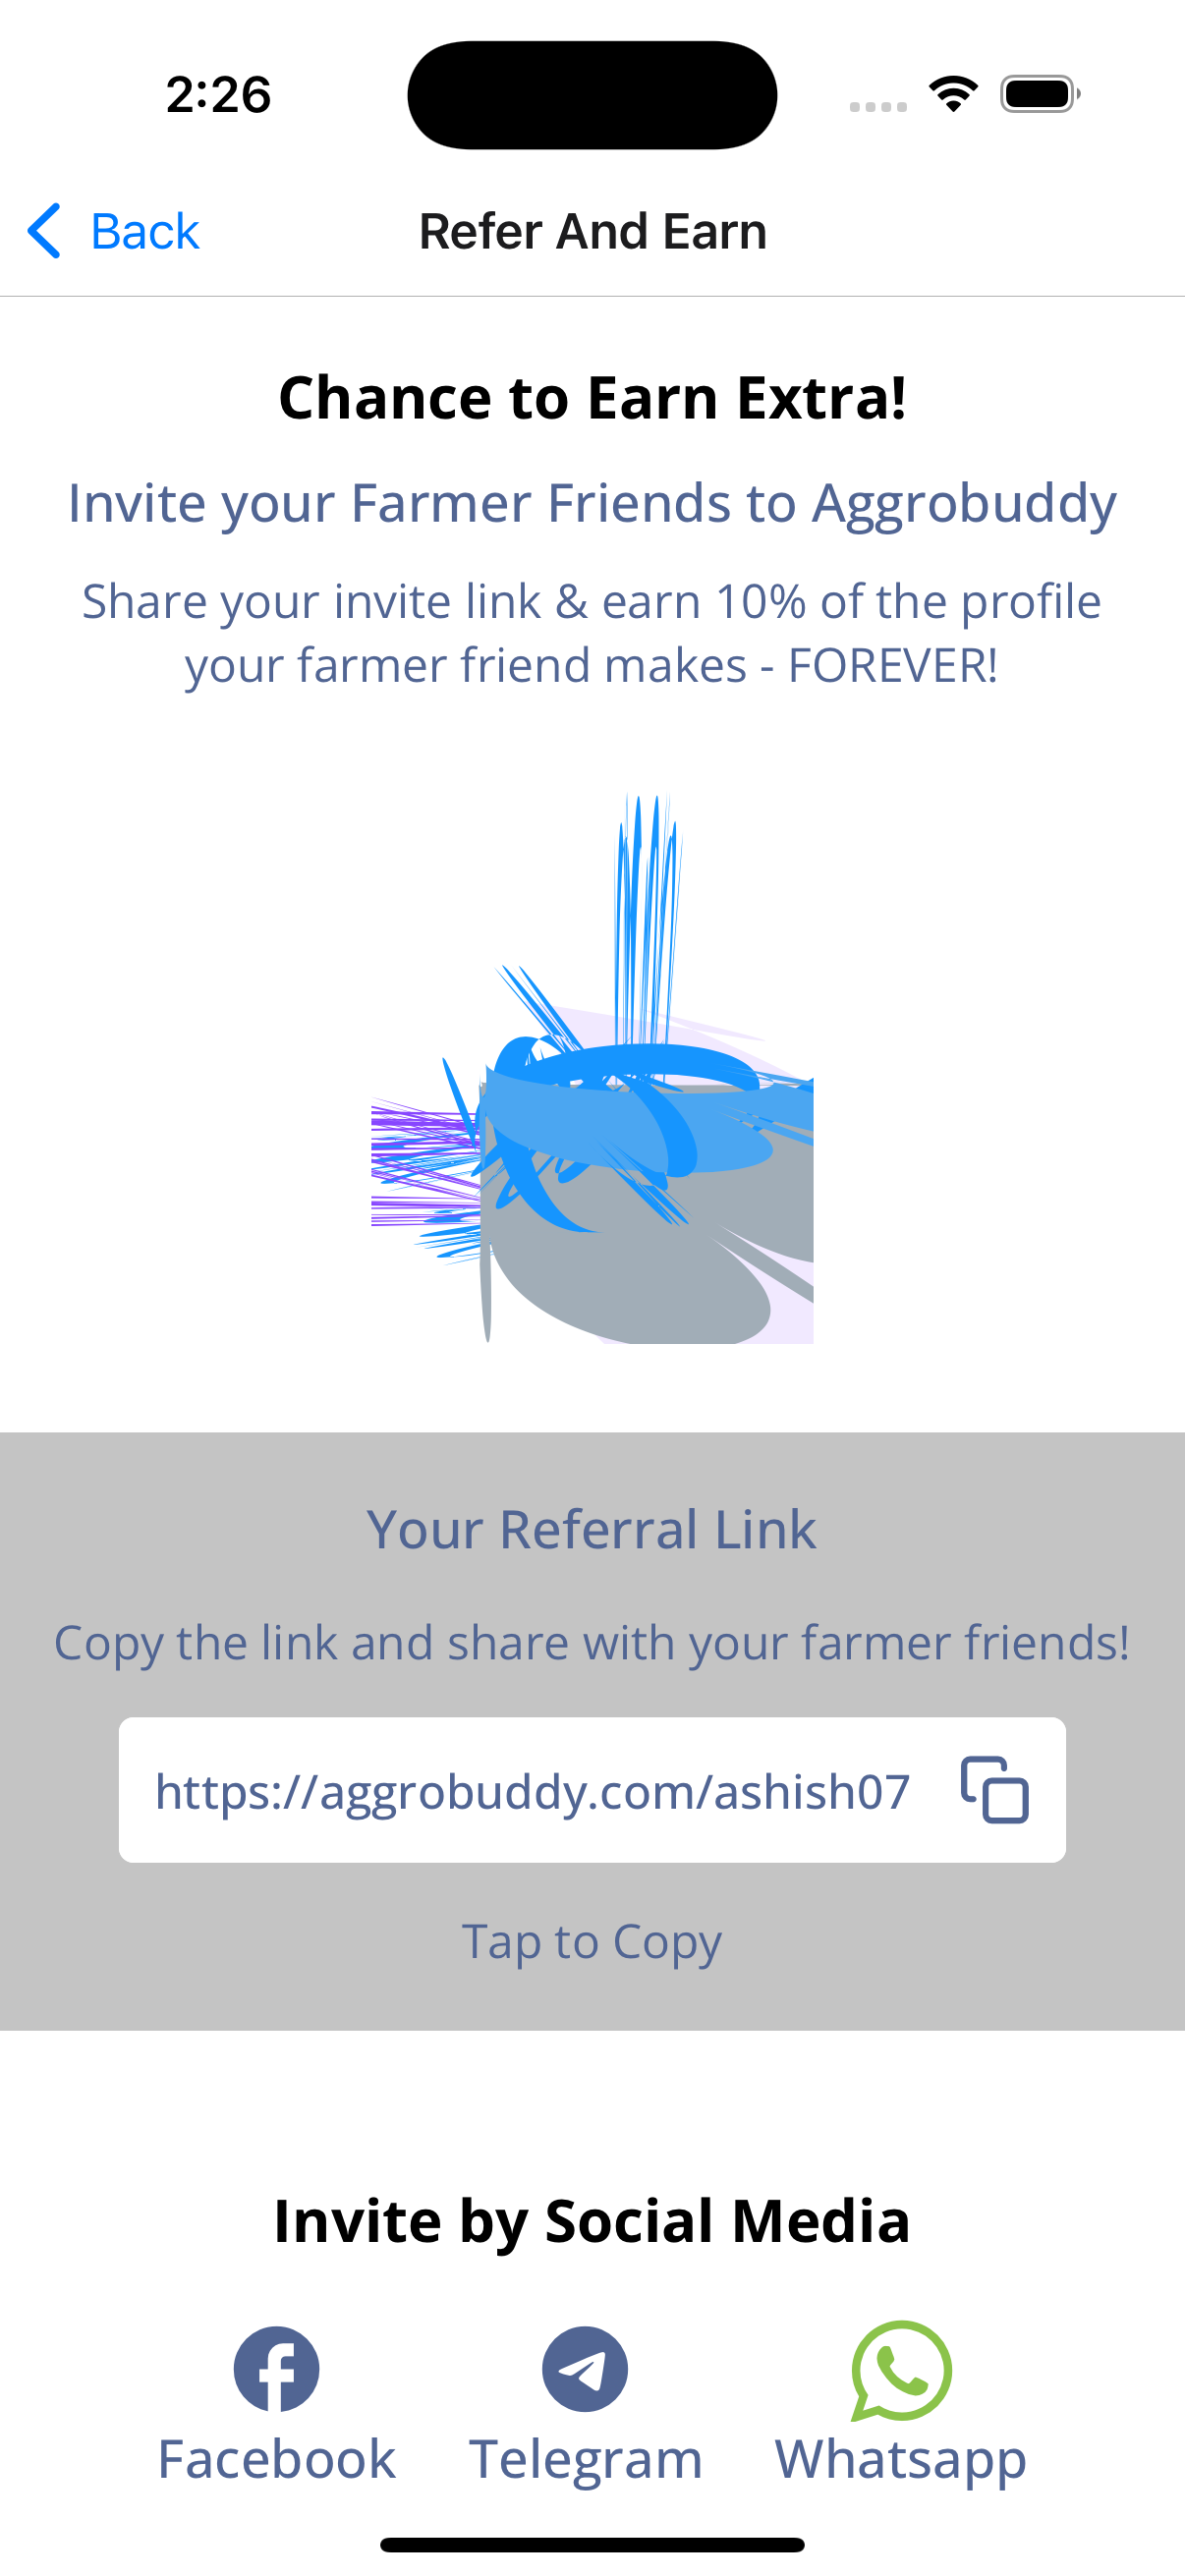 2:26
Back
Refer And Earn
Chance to Earn Extra!
Invite your Farmer Friends to Aggrobuddy
Share your invite link & earn 10% of the profile
your farmer friend makes - FOREVER!
Your Referral Link
Copy the link and share with your farmer friends!
https://aggrobuddy.com/ashish07
Tap to Copy
Invite by Social Media
Facebook
Telegram
Whatsapp